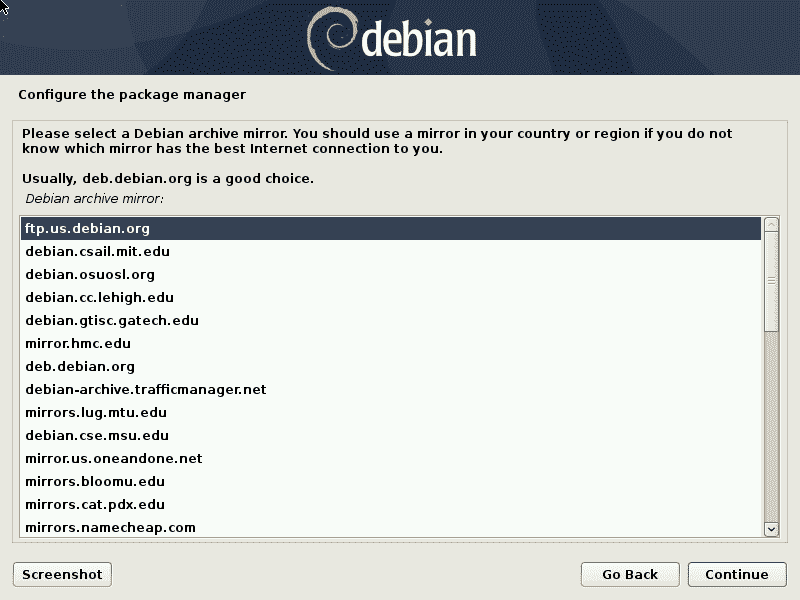 debian
Configure the package manager
Please select a Debian archive mirror. You should use a mirror in your country or region if you do not
know which mirror has the best Internet connection to you.
Usually, deb.debian.org is a good choice.
Debian archive mirror:
ftp.us.debian.org
debian.csail.mit.edu
debian.osuosl.org
debian.cc.lehigh.edu
debian.gtisc.gatech.edu
mirror.hmc.edu
deb.debian.org
debian-archive.trafficmanager.net
mirrors.lug.mtu.edu
debian.cse.msu.edu
mirror.us.oneandone.net
mirrors.bloomu.edu
mirrors.cat.pdx.edu
mirrors.namecheap.com
Screenshot Go Back Continue